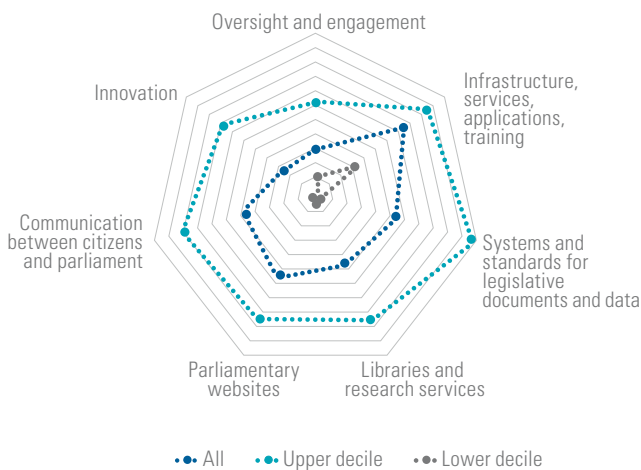 Oversight and engagement
Infrastructure,
services,
applications,
training
Innovation
Communication
between citizens
and parliament
Systems and
standards for
legislative
documents and data
Parliamentary
websites
Libraries and
research services
All
Upper decile
Lower decile